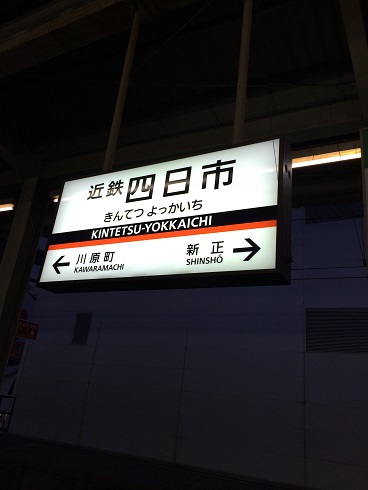 近鉄四日市
きんてつ よっかいち
KINTETSU-YOKKAICHI
← 川原町 新正 →
KAWARAMACHI SHINSHŌ